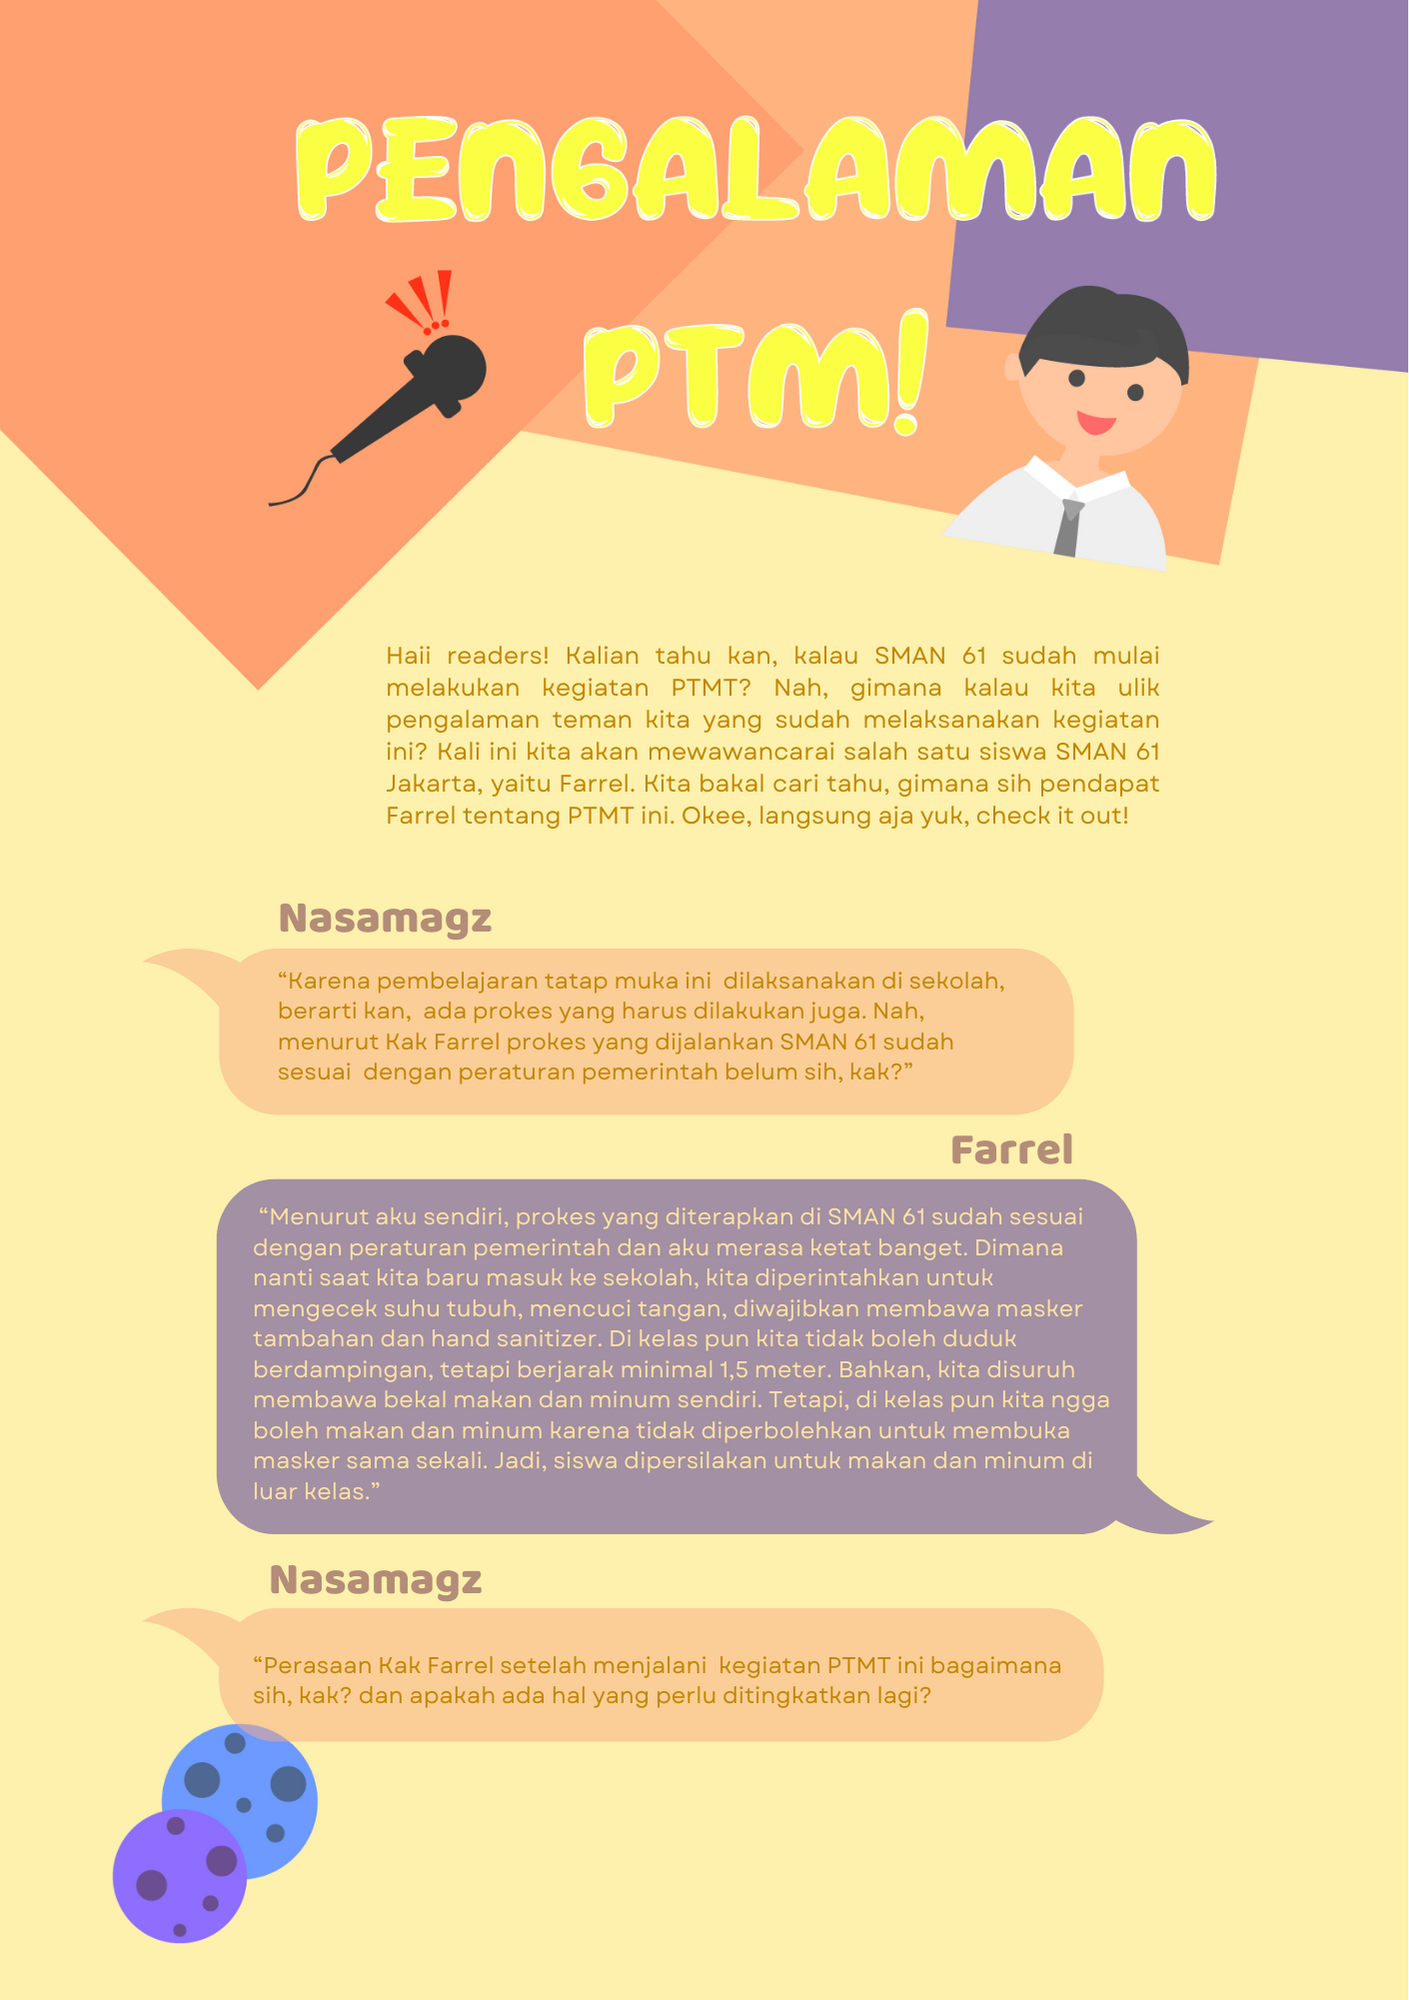 PENGALAMAN
PTM!
Haii readers! Kalian tahu kan, kalau SMAN 61 sudah mulai
melakukan kegiatan PTMT? Nah, gimana kalau kita ulik
pengalaman teman kita yang sudah melaksanakan kegiatan
ini? Kali ini kita akan mewawancarai salah satu siswa SMAN 61
Jakarta, yaitu Farrel. Kita bakal cari tahu, gimana sih pendapat
Farrel tentang PTMT ini. Okee, langsung aja yuk, check it out!
Nasamagz
“Karena pembelajaran tatap muka ini  dilaksanakan di sekolah,
berarti kan,  ada prokes yang harus dilakukan juga. Nah,
menurut Kak Farrel prokes yang dijalankan SMAN 61 sudah
sesuai  dengan peraturan pemerintah belum sih, kak?”
Farrel
“Menurut aku sendiri, prokes yang diterapkan di SMAN 61 sudah sesuai
dengan peraturan pemerintah dan aku merasa ketat banget. Dimana
nanti saat kita baru masuk ke sekolah, kita diperintahkan untuk
mengecek suhu tubuh, mencuci tangan, diwajibkan membawa masker
tambahan dan hand sanitizer. Di kelas pun kita tidak boleh duduk
berdampingan, tetapi berjarak minimal 1,5 meter. Bahkan, kita disuruh
membawa bekal makan dan minum sendiri. Tetapi, di kelas pun kita ngga
boleh makan dan minum karena tidak diperbolehkan untuk membuka
masker sama sekali. Jadi, siswa dipersilakan untuk makan dan minum di
luar kelas.”
Nasamagz
“Perasaan Kak Farrel setelah menjalani  kegiatan PTMT ini bagaimana
sih, kak? dan apakah ada hal yang perlu ditingkatkan lagi?